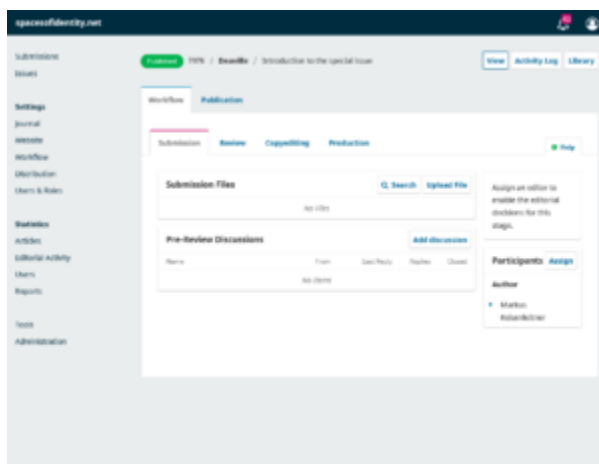 spacesofidentity.net
Submissions
Issues
Settings
Journal
Website
Workflow
Distribution
Users & Roles
Statistics
Articles
Editorial Activity
Users
Reports
Tools
Administration
Published / Introduction to the special issue
View Activity Log Library
Workflow Publication
Submission Review Copyediting Production
Help
Submission Files Search Upload File
No Files
Assign an editor to
enable the editorial
decisions for this
stage.
Pre-Review Discussions Add discussion
Name From Last Reply Replies Closed
No Items
Participants Assign
Author
Markus